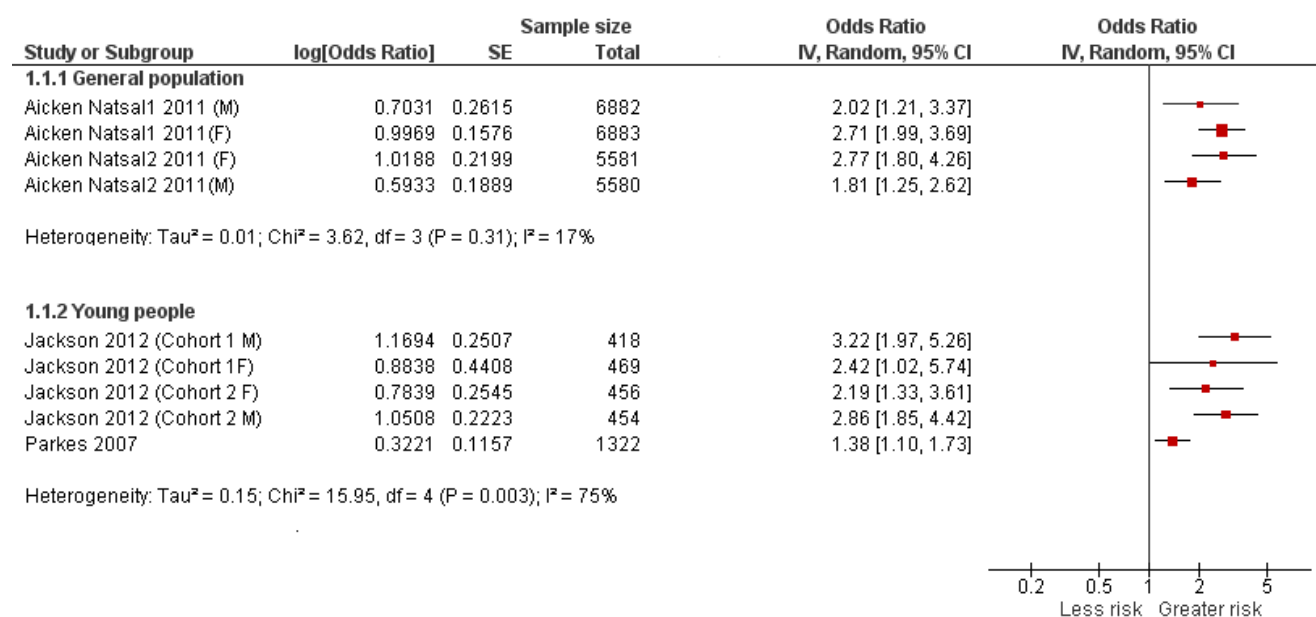 Sample size Odds Ratio Odds Ratio
Study or Subgroup log[Odds Ratio] SE Total IV, Random, 95% CI IV, Random, 95% CI
1.1.1 General population
Aicken Natsal1 2011 (M) 0.7031 0.2615 6882 2.02 [1.21, 3.37]
Aicken Natsal1 2011(F) 0.9969 0.1576 6883 2.71 [1.99, 3.69]
Aicken Natsal2 2011 (F) 1.0188 0.2199 5581 2.77 [1.80, 4.26]
Aicken Natsal2 2011(M) 0.5933 0.1889 5580 1.81 [1.25, 2.62]
Heterogeneity: Tau² = 0.01; Chi² = 3.62, df = 3 (P = 0.31); I² = 17%
1.1.2 Young people
Jackson 2012 (Cohort 1 M) 1.1694 0.2507 418 3.22 [1.97, 5.26]
Jackson 2012 (Cohort 1F) 0.8838 0.4408 469 2.42 [1.02, 5.74]
Jackson 2012 (Cohort 2 F) 0.7839 0.2545 456 2.19 [1.33, 3.61]
Jackson 2012 (Cohort 2 M) 1.0508 0.2223 454 2.86 [1.85, 4.42]
Parkes 2007 0.3221 0.1157 1322 1.38 [1.10, 1.73]
Heterogeneity: Tau² = 0.15; Chi² = 15.95, df = 4 (P = 0.003); I² = 75%
0.2 0.5 1 2 5
Less risk Greater risk